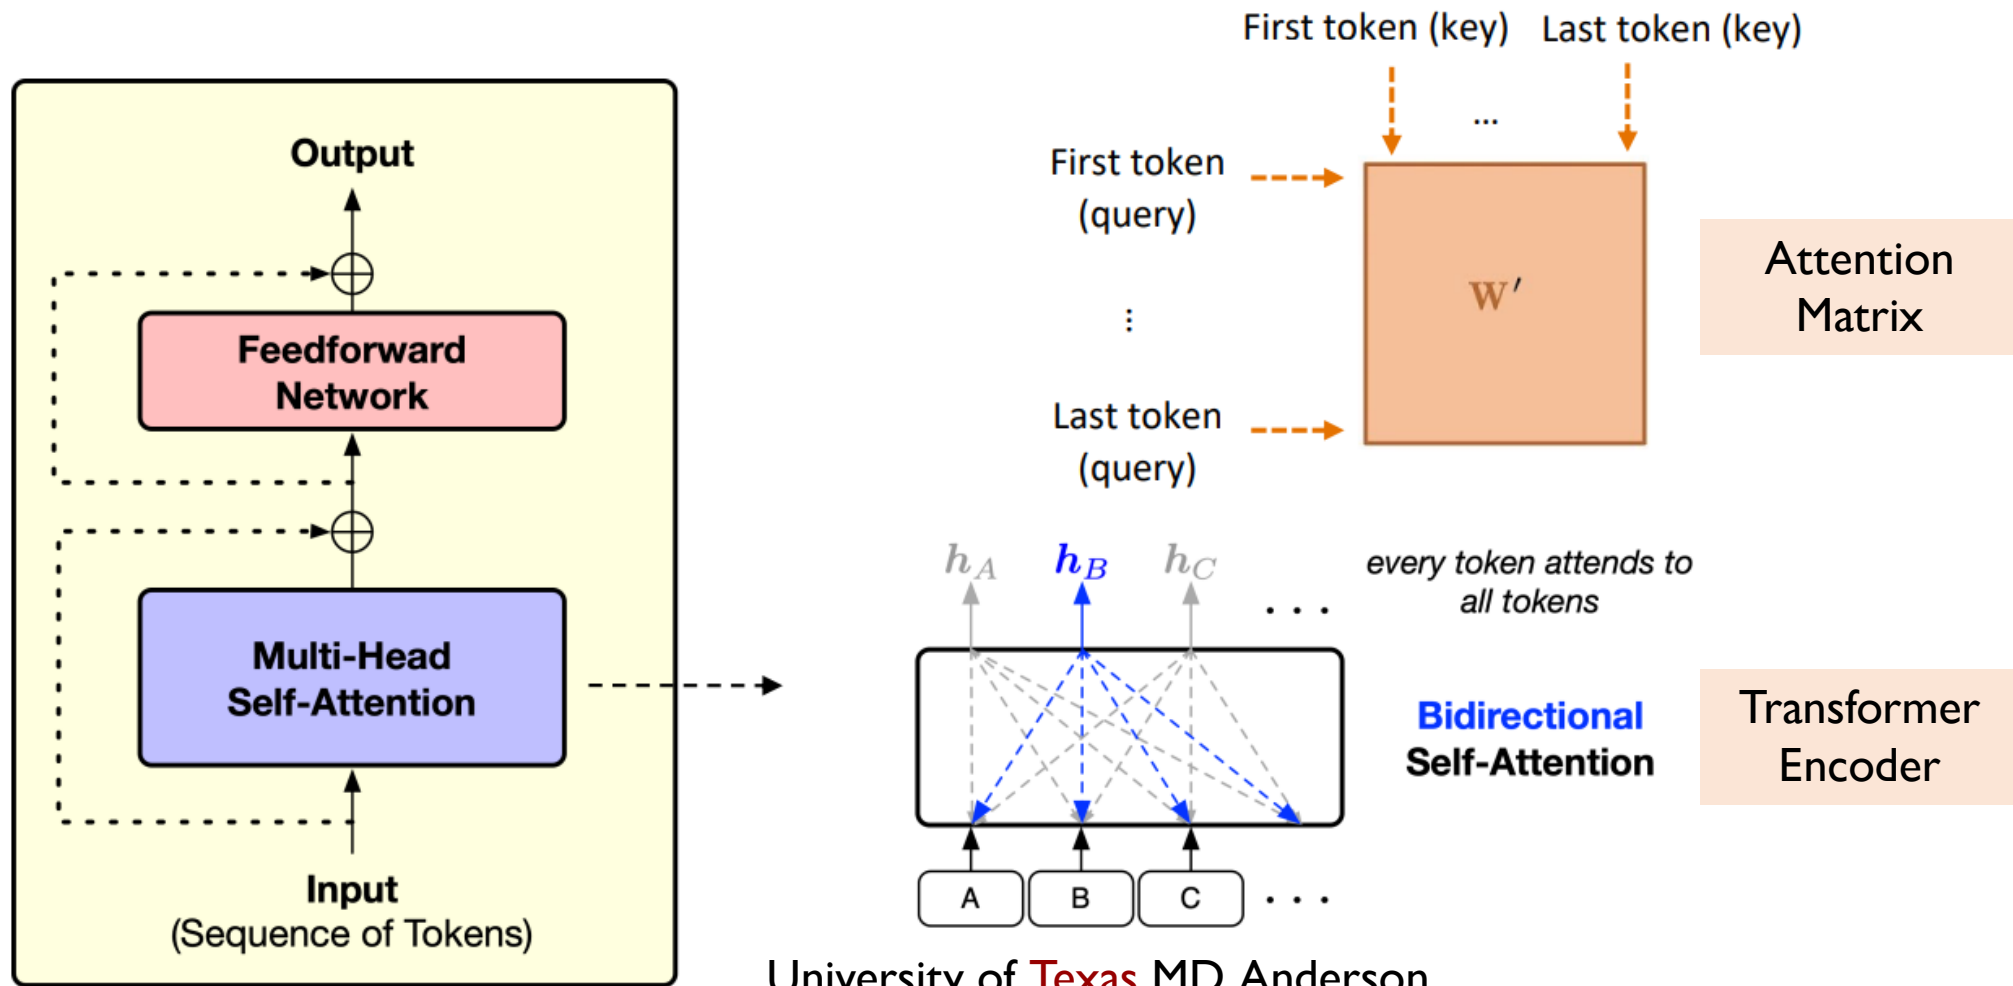 Output
Feedforward
Network
Multi-Head
Self-Attention
Input
(Sequence of Tokens)
First token (key) Last token (key)
...
First token
(query)
⋮
Last token
(query)
W′
Attention
Matrix
h_A h_B h_C
. . .
every token attends to
all tokens
Bidirectional
Self-Attention
Transformer
Encoder
A B C . . .
University of Texas MD Anderson